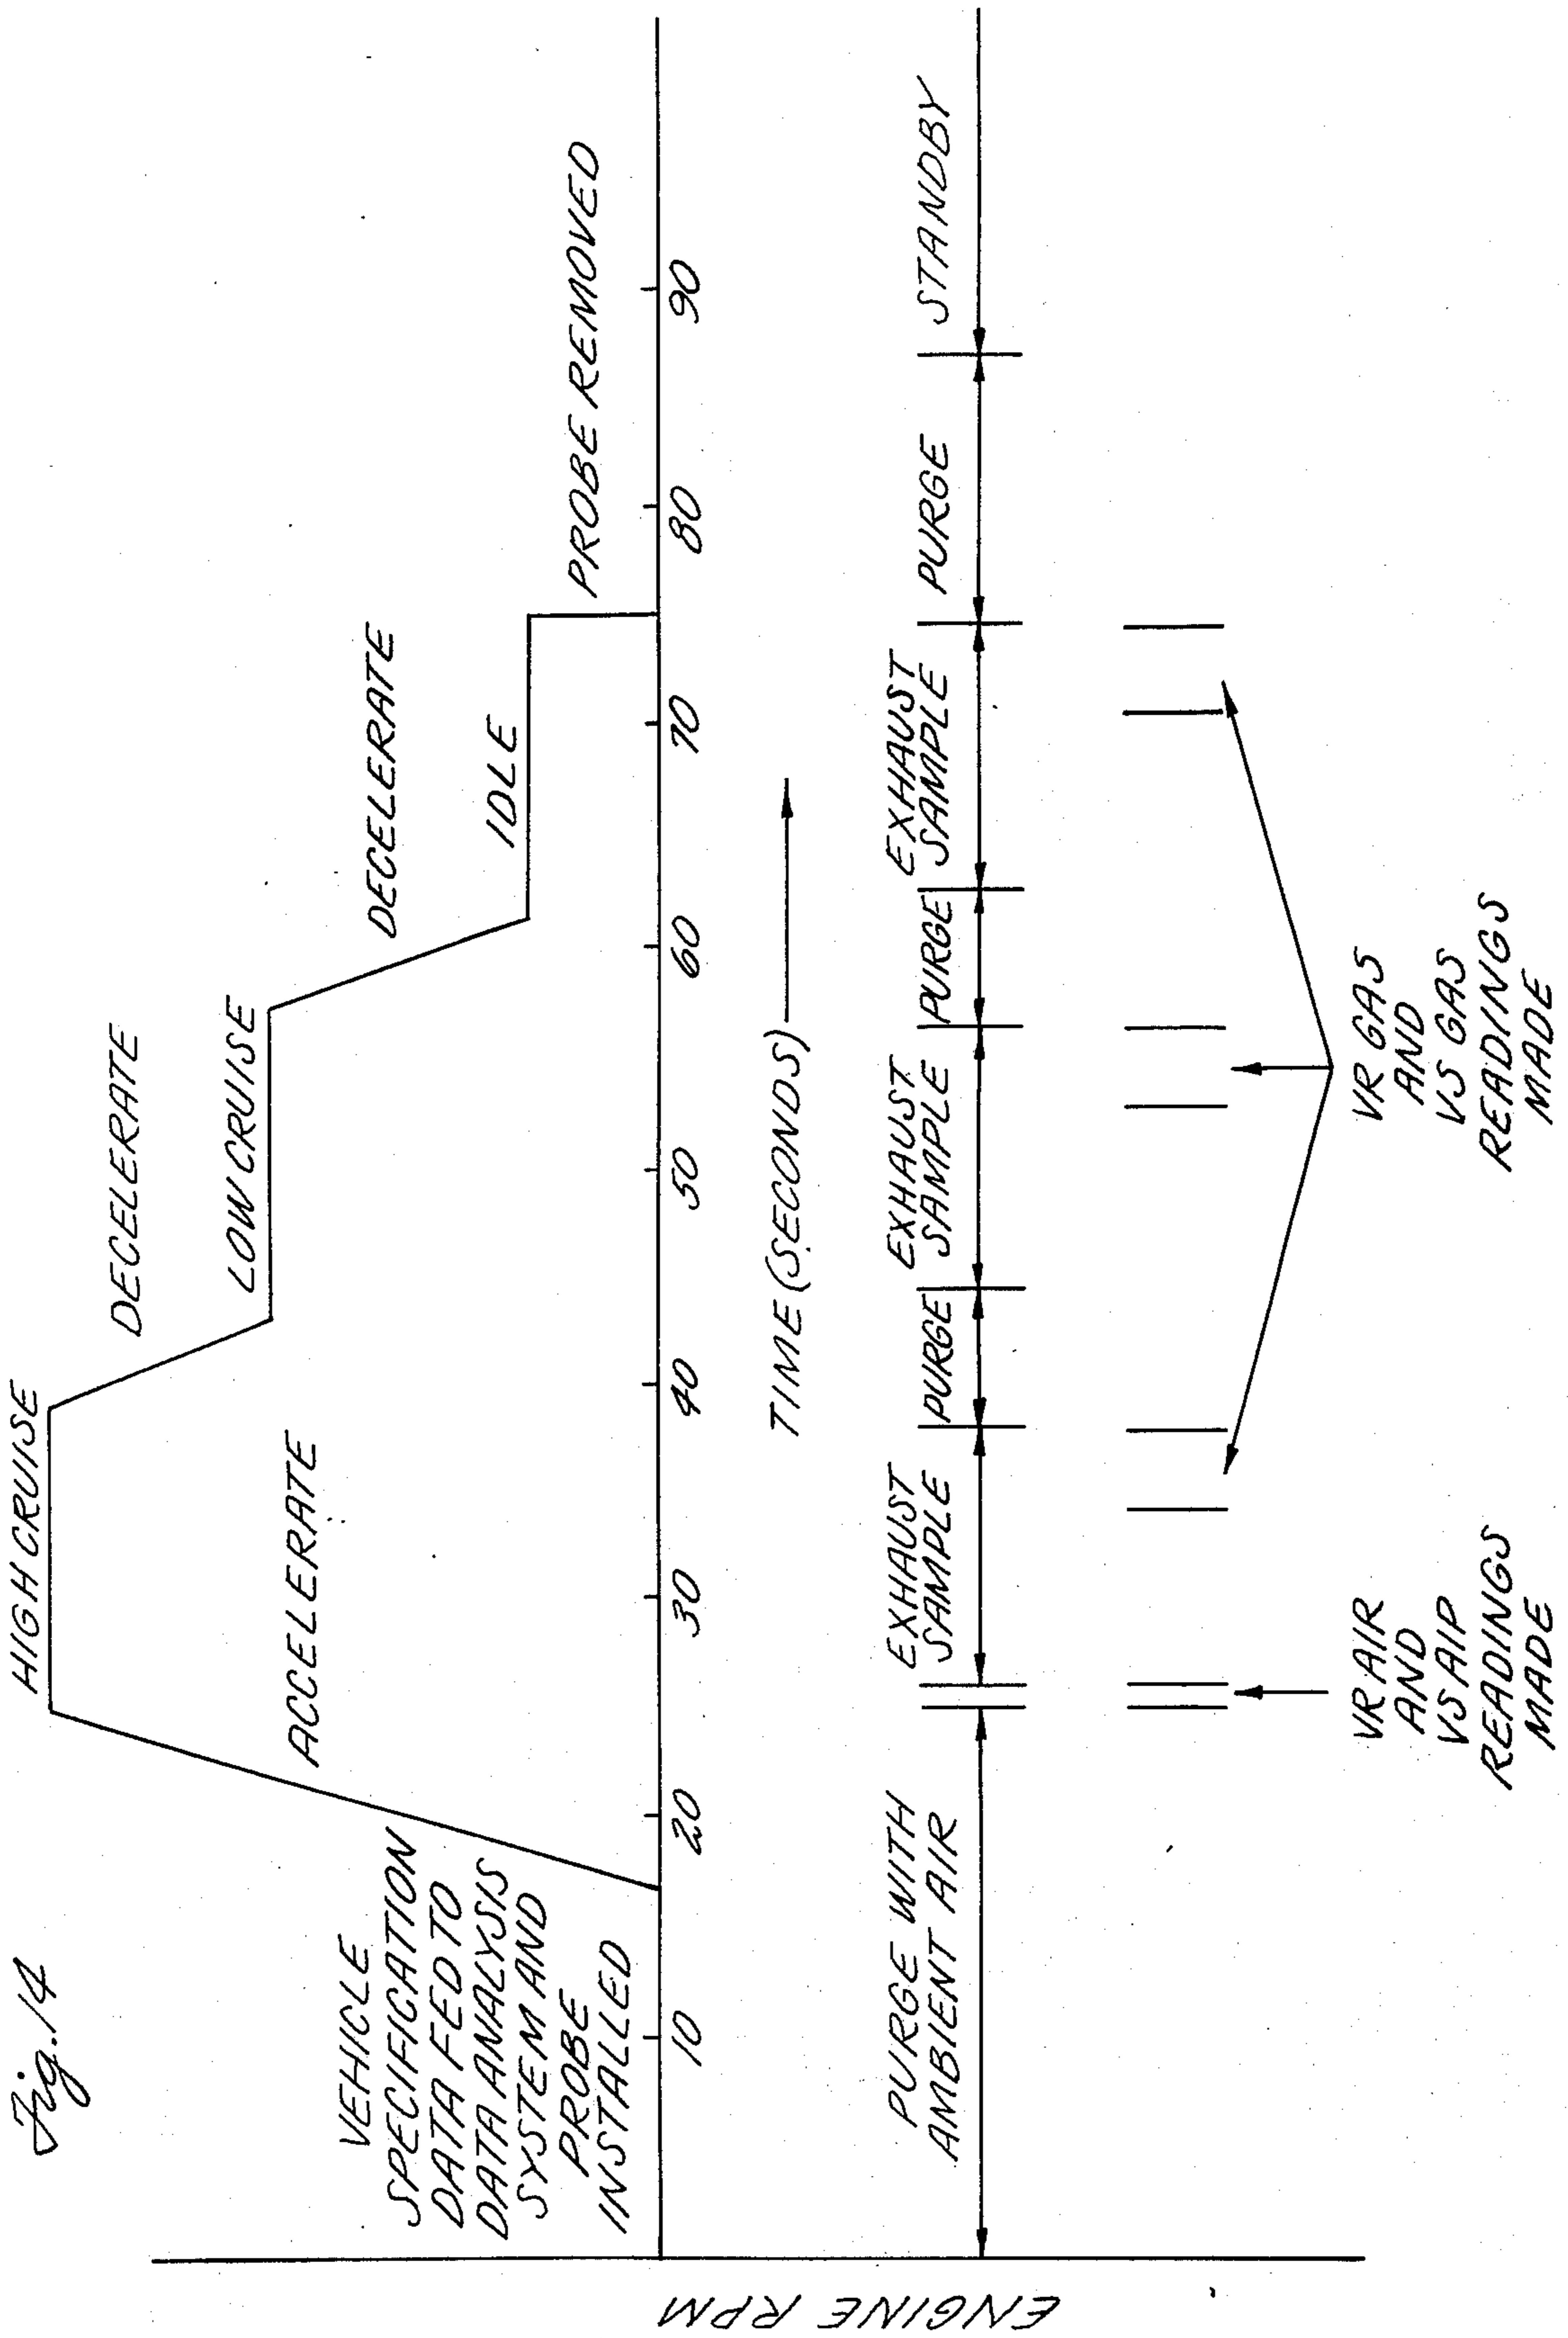 Fig. 14
HIGH CRUISE
DECELERATE
ACCELERATE
LOW CRUISE
DECELERATE
IDLE
VEHICLE
SPECIFICATION
DATA FED TO
DATA ANALYSIS
SYSTEM AND
PROBE
INSTALLED
PROBE REMOVED
10
20
30
40
50
60
70
80
90
ENGINE RPM
TIME (SECONDS)
PURGE WITH
AMBIENT AIR
EXHAUST
SAMPLE
PURGE
EXHAUST
SAMPLE
PURGE
EXHAUST
SAMPLE
PURGE
STANDBY
VR AIR
AND
VS AIP
READINGS
MADE
VR GAS
AND
VS GAS
READINGS
MADE